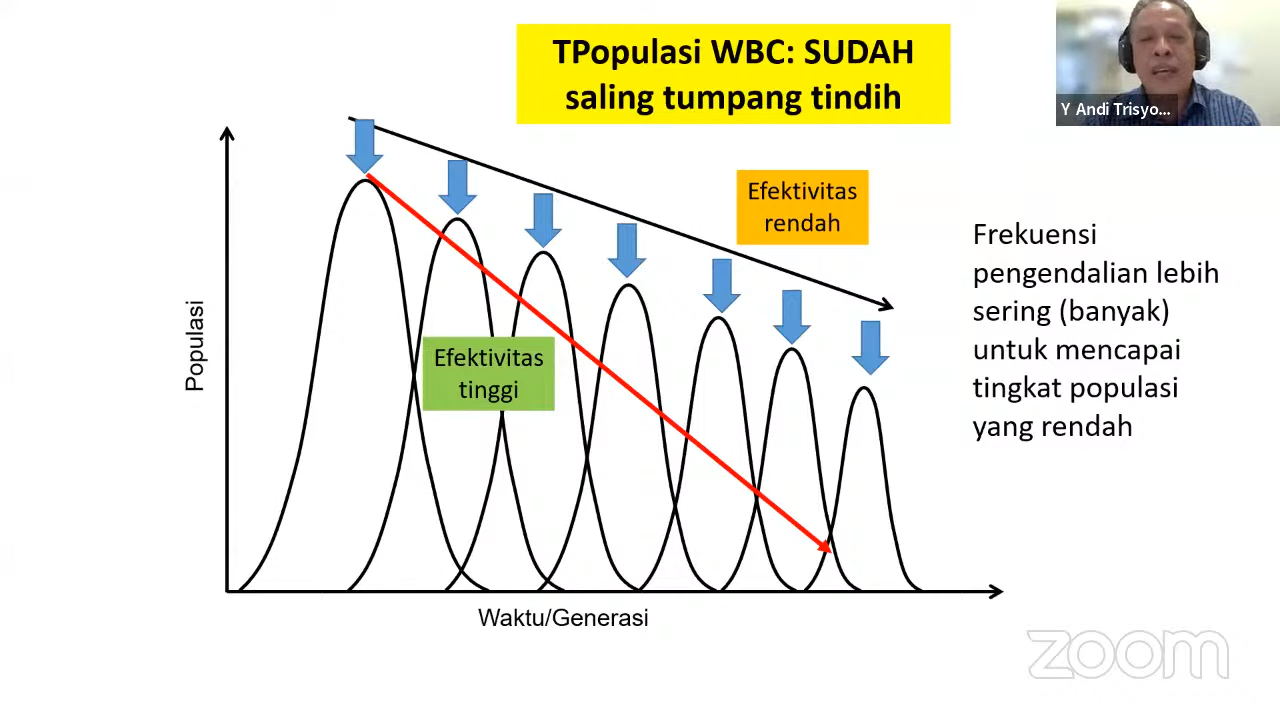 TPopulasi WBC: SUDAH
saling tumpang tindih
Y Andi Trisyo...
Efektivitas
rendah
Frekuensi
pengendalian lebih
sering (banyak)
untuk mencapai
tingkat populasi
yang rendah
Populasi
Efektivitas
tinggi
Waktu/Generasi
zoom